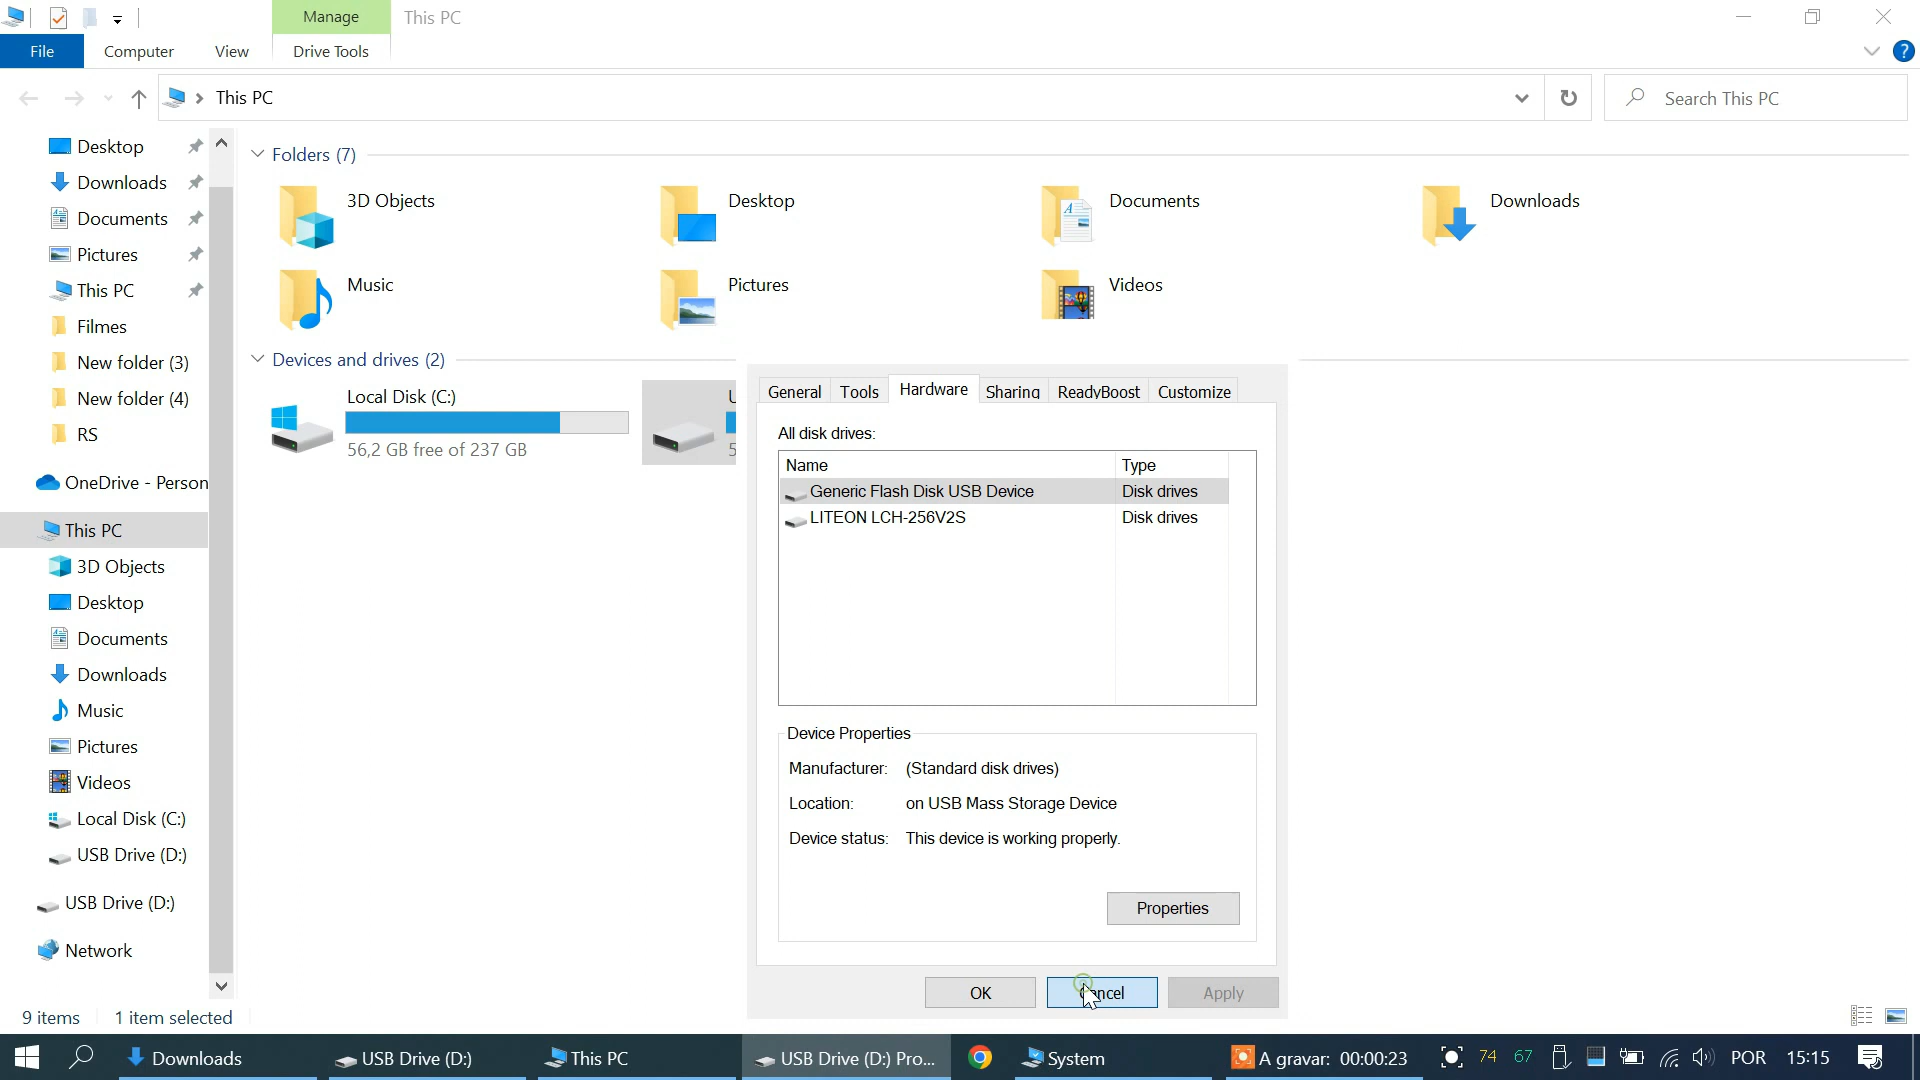 Manage
This PC
File
Computer
View
Drive Tools
This PC
Search This PC
Desktop
Downloads
Documents
Pictures
This PC
Filmes
New folder (3)
New folder (4)
RS
OneDrive - Person
This PC
3D Objects
Desktop
Documents
Downloads
Music
Pictures
Videos
Local Disk (C:)
USB Drive (D:)
USB Drive (D:)
Network
Folders (7)
3D Objects
Desktop
Documents
Downloads
Music
Pictures
Videos
Devices and drives (2)
Local Disk (C:)
56,2 GB free of 237 GB
General
Tools
Hardware
Sharing
ReadyBoost
Customize
All disk drives:
Name Type
Generic Flash Disk USB Device Disk drives
LITEON LCH-256V2S Disk drives
Device Properties
Manufacturer: (Standard disk drives)
Location: on USB Mass Storage Device
Device status: This device is working properly.
Properties
OK
Cancel
Apply
9 items
1 item selected
Downloads
USB Drive (D:)
This PC
USB Drive (D:) Pro...
System
A gravar: 00:00:23
74
67
POR
15:15